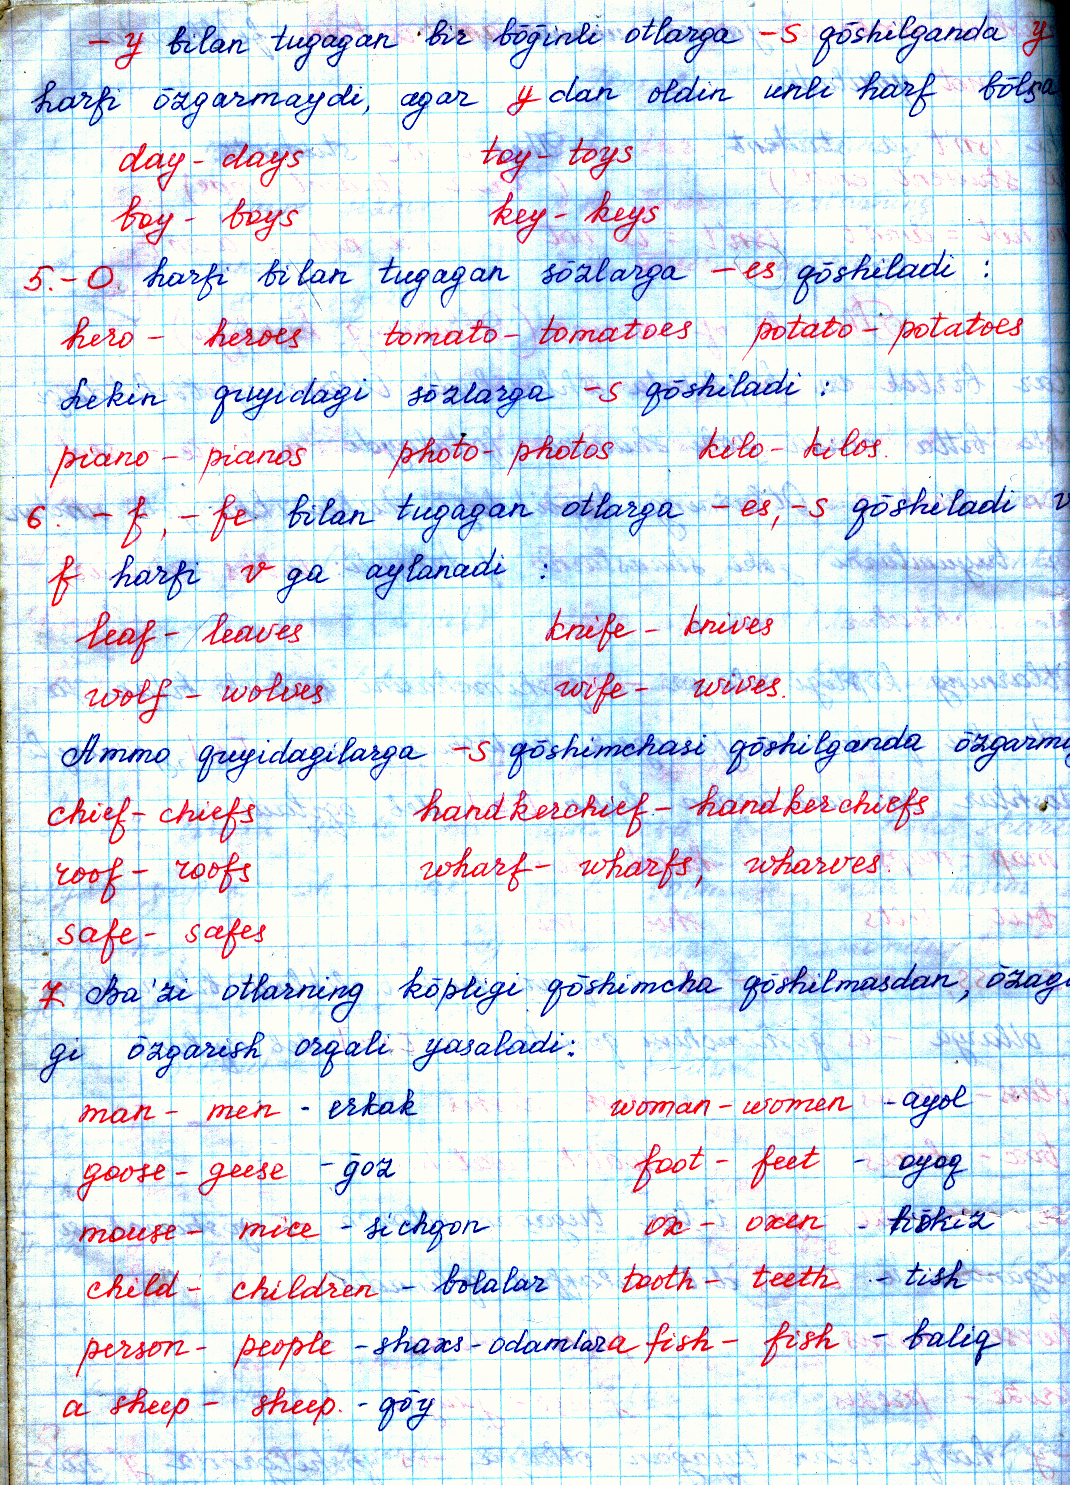 -y bilan tugagan bir bōǵinli otlarga -s qōshilganda y
harfi ōzgarmaydi, agar y dan oldin unli harf bōlsa
day - days toy - toys
boy - boys key - keys
5. -O harfi bilan tugagan sōzlarga -es qōshiladi :
hero - heroes tomato - tomatoes potato - potatoes
Lekin quyidagi sōzlarga -s qōshiladi :
piano - pianos photo - photos kilo - kilos.
6. -f, -fe bilan tugagan otlarga -es, -s qōshiladi v
f harfi v ga aylanadi :
leaf - leaves knife - knives
wolf - wolves wife - wives.
Ammo quyidagilarga -s qōshimchasi qōshilganda ōzgarma
chief - chiefs handkerchief - handkerchiefs
roof - roofs wharf - wharfs, wharves.
safe - safes
7. Ba'zi otlarning kōpligi qōshimcha qōshilmasdan, ōzagi
gi ōzgarish orqali yasaladi:
man - men - erkak woman - women - ayol
goose - geese - ǵoz foot - feet - oyoq
mouse - mice - sichqon ox - oxen - hōkiz
child - children - bolalar tooth - teeth - tish
person - people - shaxs - odamlar a fish - fish - baliq
a sheep - sheep. - qōy